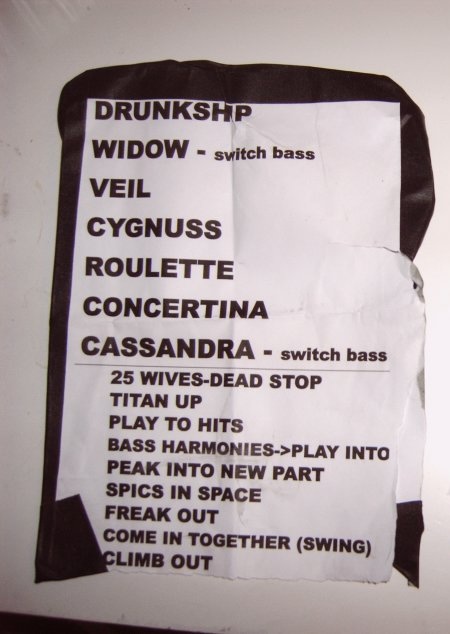 DRUNKSHP
WIDOW - switch bass
VEIL
CYGNUSS
ROULETTE
CONCERTINA
CASSANDRA - switch bass
25 WIVES-DEAD STOP
TITAN UP
PLAY TO HITS
BASS HARMONIES->PLAY INTO
PEAK INTO NEW PART
SPICS IN SPACE
FREAK OUT
COME IN TOGETHER (SWING)
CLIMB OUT